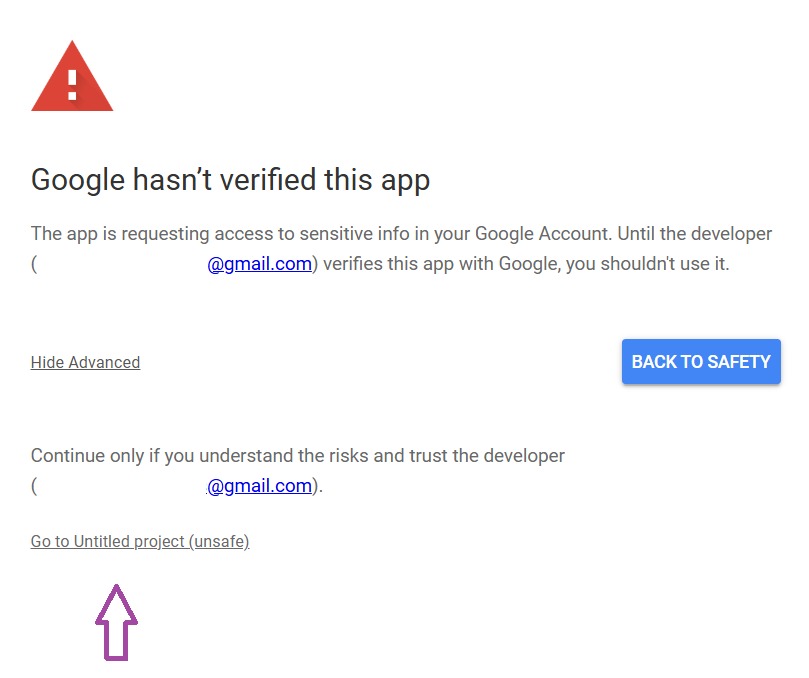 Google hasn’t verified this app
The app is requesting access to sensitive info in your Google Account. Until the developer
( @gmail.com) verifies this app with Google, you shouldn't use it.
Hide Advanced
BACK TO SAFETY
Continue only if you understand the risks and trust the developer
( @gmail.com).
Go to Untitled project (unsafe)